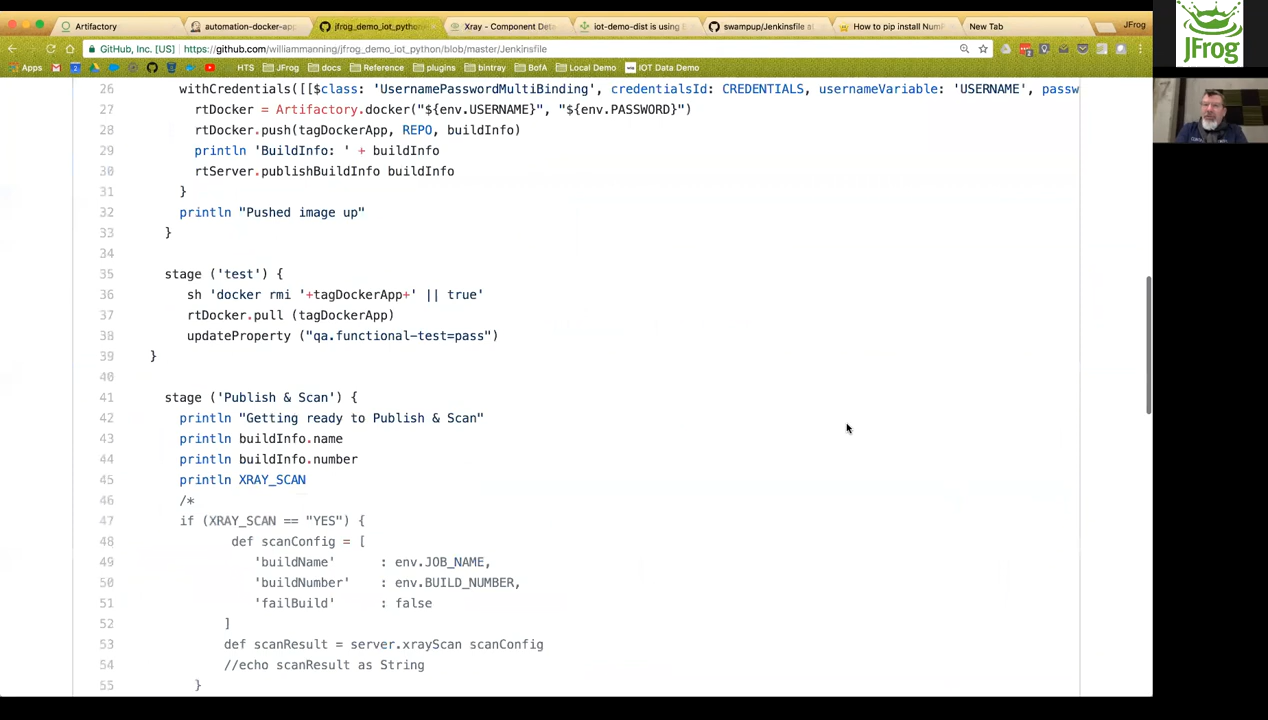 Artifactory
automation-docker-app
jfrog_demo_iot_python
Xray - Component Det
iot-demo-dist is using
swampup/Jenkinsfile at
How to pip install Num
New Tab
JFrog
GitHub, Inc. [US]
https://github.com/williammanning/jfrog_demo_iot_python/blob/master/Jenkinsfile
Apps
HTS
JFrog
docs
Reference
plugins
bintray
BofA
Local Demo
IOT Data Demo
26 withCredentials([[$class: 'UsernamePasswordMultiBinding', credentialsId: CREDENTIALS, usernameVariable: 'USERNAME', passw
27 rtDocker = Artifactory.docker("${env.USERNAME}", "${env.PASSWORD}")
28 rtDocker.push(tagDockerApp, REPO, buildInfo)
29 println 'BuildInfo: ' + buildInfo
30 rtServer.publishBuildInfo buildInfo
31 }
32 println "Pushed image up"
33 }
34
35 stage ('test') {
36 sh 'docker rmi '+tagDockerApp+' || true'
37 rtDocker.pull (tagDockerApp)
38 updateProperty ("qa.functional-test=pass")
39 }
40
41 stage ('Publish & Scan') {
42 println "Getting ready to Publish & Scan"
43 println buildInfo.name
44 println buildInfo.number
45 println XRAY_SCAN
46 /*
47 if (XRAY_SCAN == "YES") {
48 def scanConfig = [
49 'buildName' : env.JOB_NAME,
50 'buildNumber' : env.BUILD_NUMBER,
51 'failBuild' : false
52 ]
53 def scanResult = server.xrayScan scanConfig
54 //echo scanResult as String
55 }
JFrog